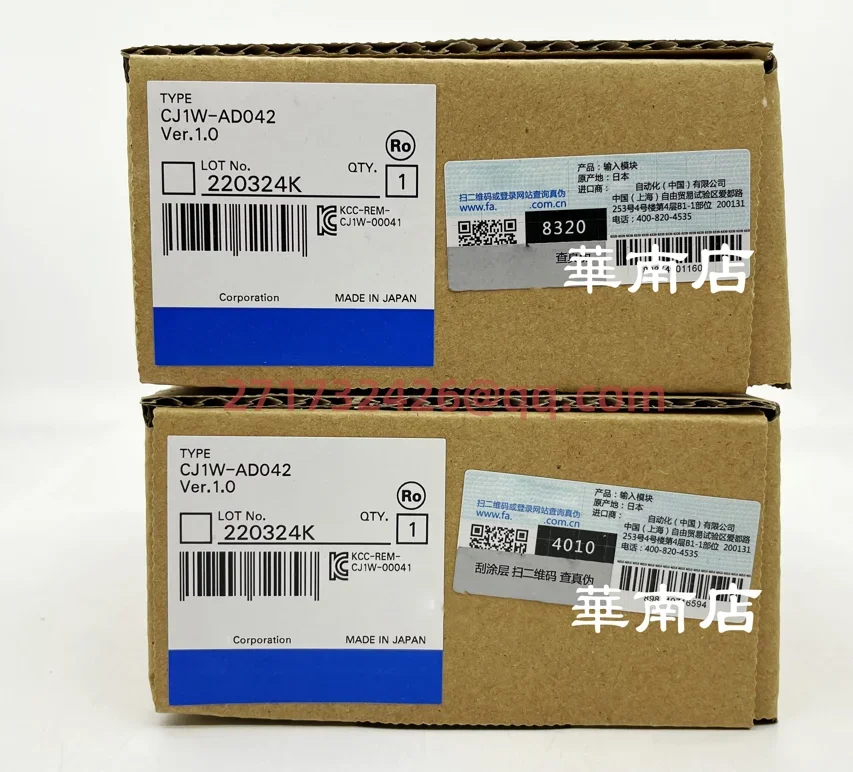 TYPE
CJ1W-AD042
Ver.1.0
Ro
LOT No.
QTY.
220324K
1
KCC-REM-
CJ1W-00041
Corporation
MADE IN JAPAN
产品：输入模块
原产地：日本
进口商：
自动化（中国）有限公司
中国（上海）自由贸易试验区爱都路
253号4号楼第4层B1-1部位 200131
电话：400-820-4535
扫二维码或登录网站查询真伪
www.fa. .com.cn
8320
華南店
271732426@qq.com
TYPE
CJ1W-AD042
Ver.1.0
Ro
LOT No.
QTY.
220324K
1
KCC-REM-
CJ1W-00041
Corporation
MADE IN JAPAN
产品：输入模块
原产地：日本
进口商：
自动化（中国）有限公司
中国（上海）自由贸易试验区爱都路
253号4号楼第4层B1-1部位 200131
电话：400-820-4535
扫二维码或登录网站查询真伪
www.fa. .com.cn
4010
刮涂层 扫二维码 查真伪
華南店